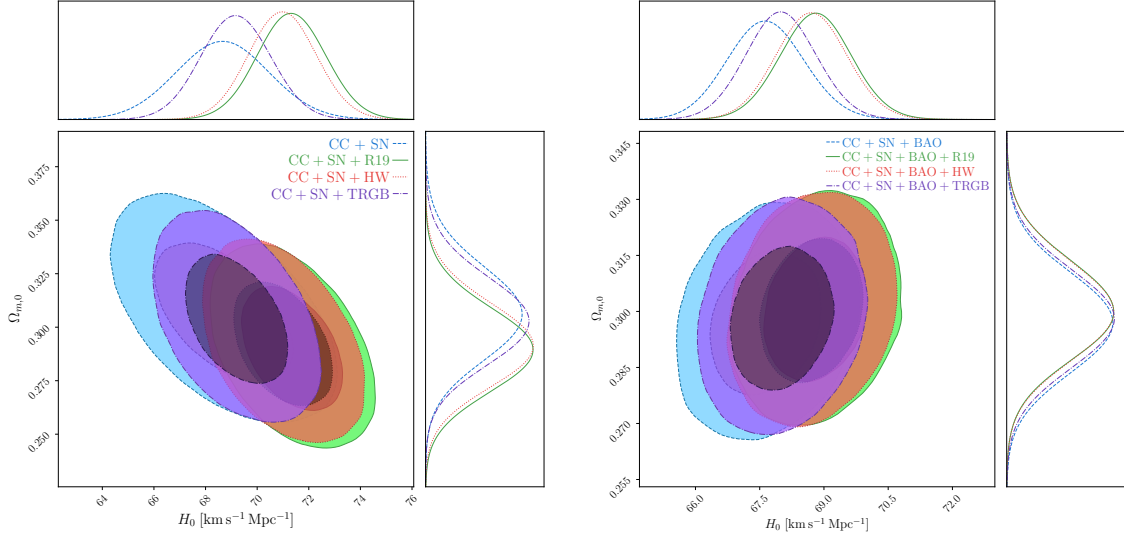 CC + SN
CC + SN + R19
CC + SN + HW
CC + SN + TRGB
0.375
0.350
0.325
0.300
0.275
0.250
Ω_{m,0}
64
66
68
70
72
74
76
H_0 [km s^{-1} Mpc^{-1}]
CC + SN + BAO
CC + SN + BAO + R19
CC + SN + BAO + HW
CC + SN + BAO + TRGB
0.345
0.330
0.315
0.300
0.285
0.270
0.255
Ω_{m,0}
66.0
67.5
69.0
70.5
72.0
H_0 [km s^{-1} Mpc^{-1}]